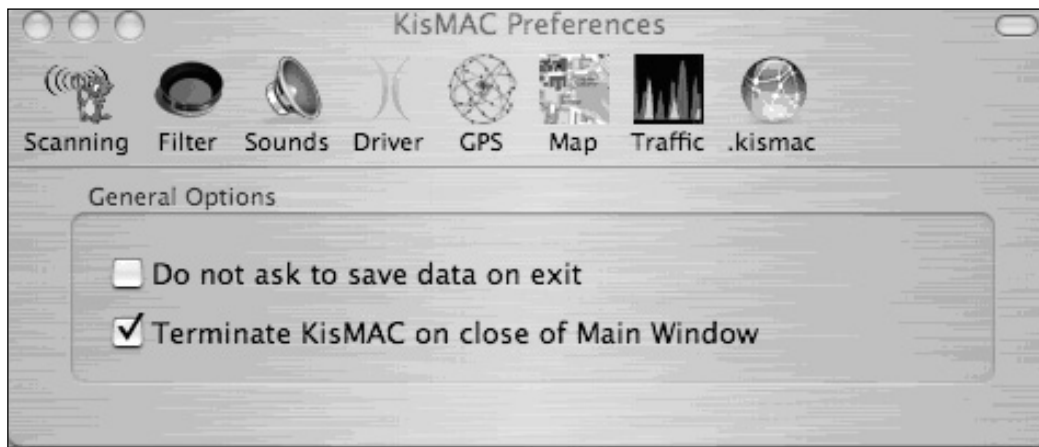 KisMAC Preferences
Scanning Filter Sounds Driver GPS Map Traffic .kismac
General Options
Do not ask to save data on exit
Terminate KisMAC on close of Main Window